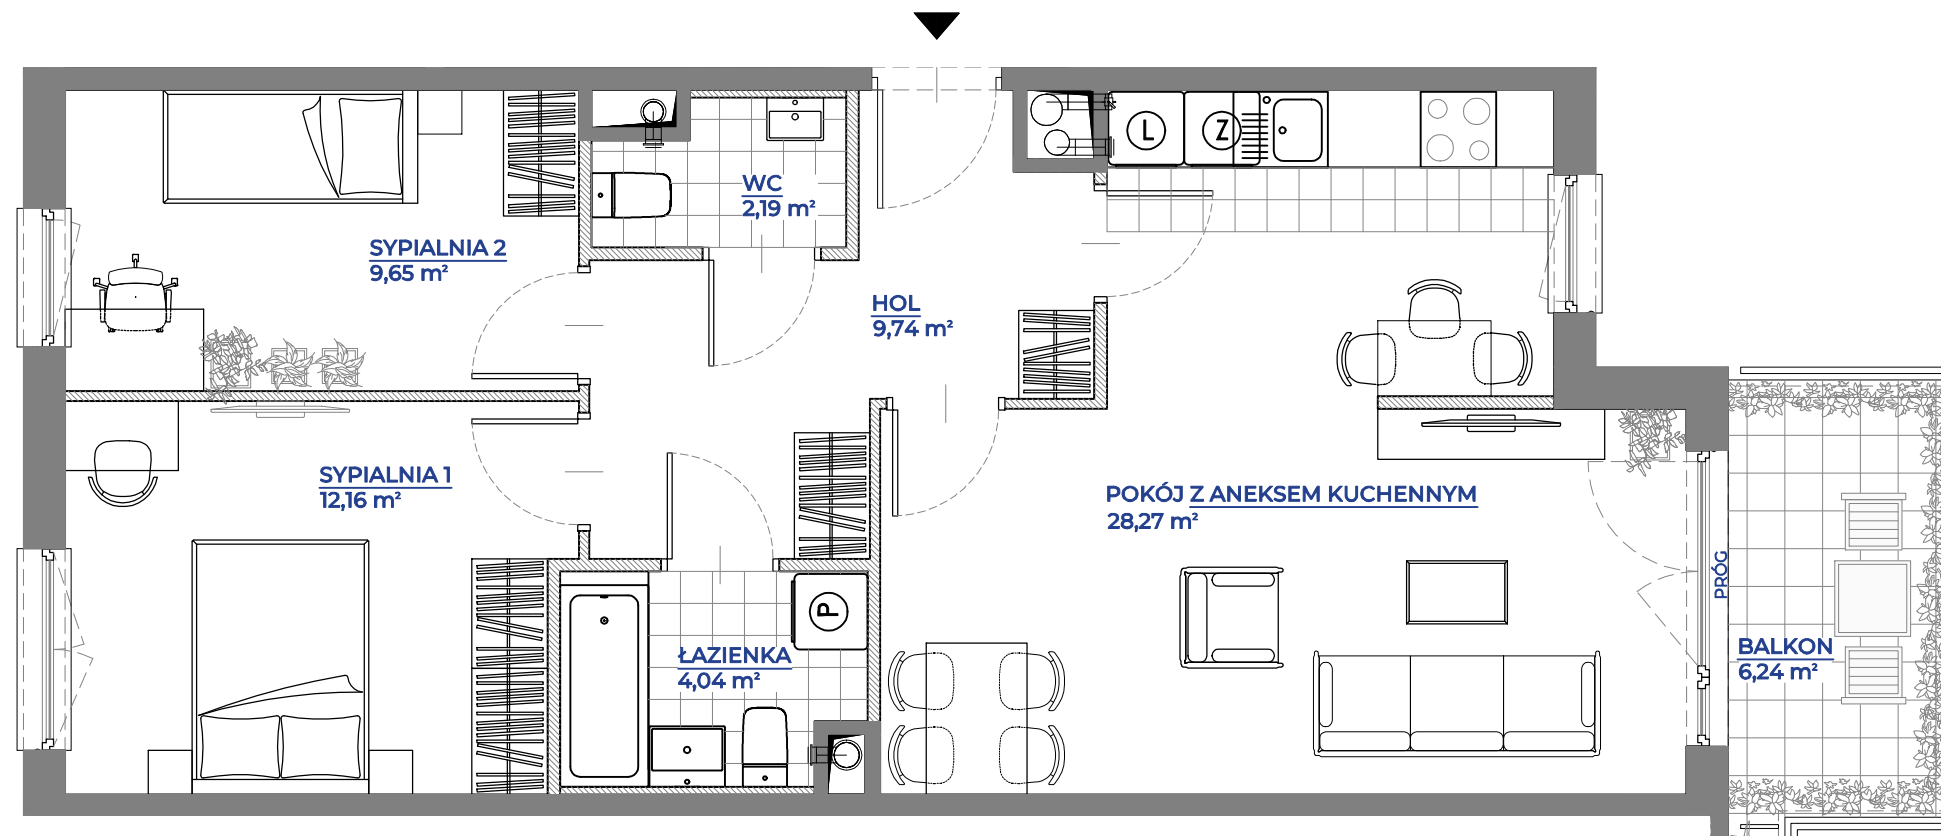 L
Z
WC
2,19 m²
SYPIALNIA 2
9,65 m²
HOL
9,74 m²
SYPIALNIA 1
12,16 m²
POKÓJ Z ANEKSEM KUCHENNYM
28,27 m²
PRÓG
P
ŁAZIENKA
4,04 m²
BALKON
6,24 m²